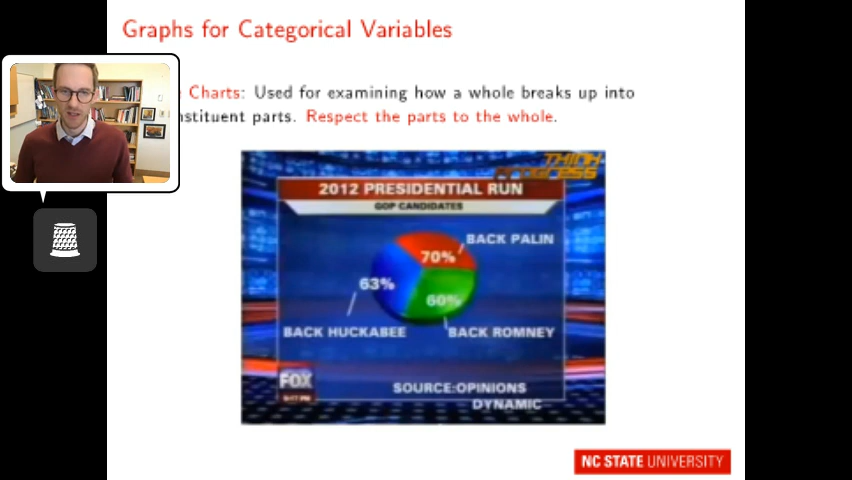 Graphs for Categorical Variables
Charts: Used for examining how a whole breaks up into
nstituent parts. Respect the parts to the whole.
THINK
PROGRESS
2012 PRESIDENTIAL RUN
GOP CANDIDATES
BACK PALIN
70%
63%
60%
BACK HUCKABEE
BACK ROMNEY
FOX
SOURCE:OPINIONS
DYNAMIC
NC STATE UNIVERSITY